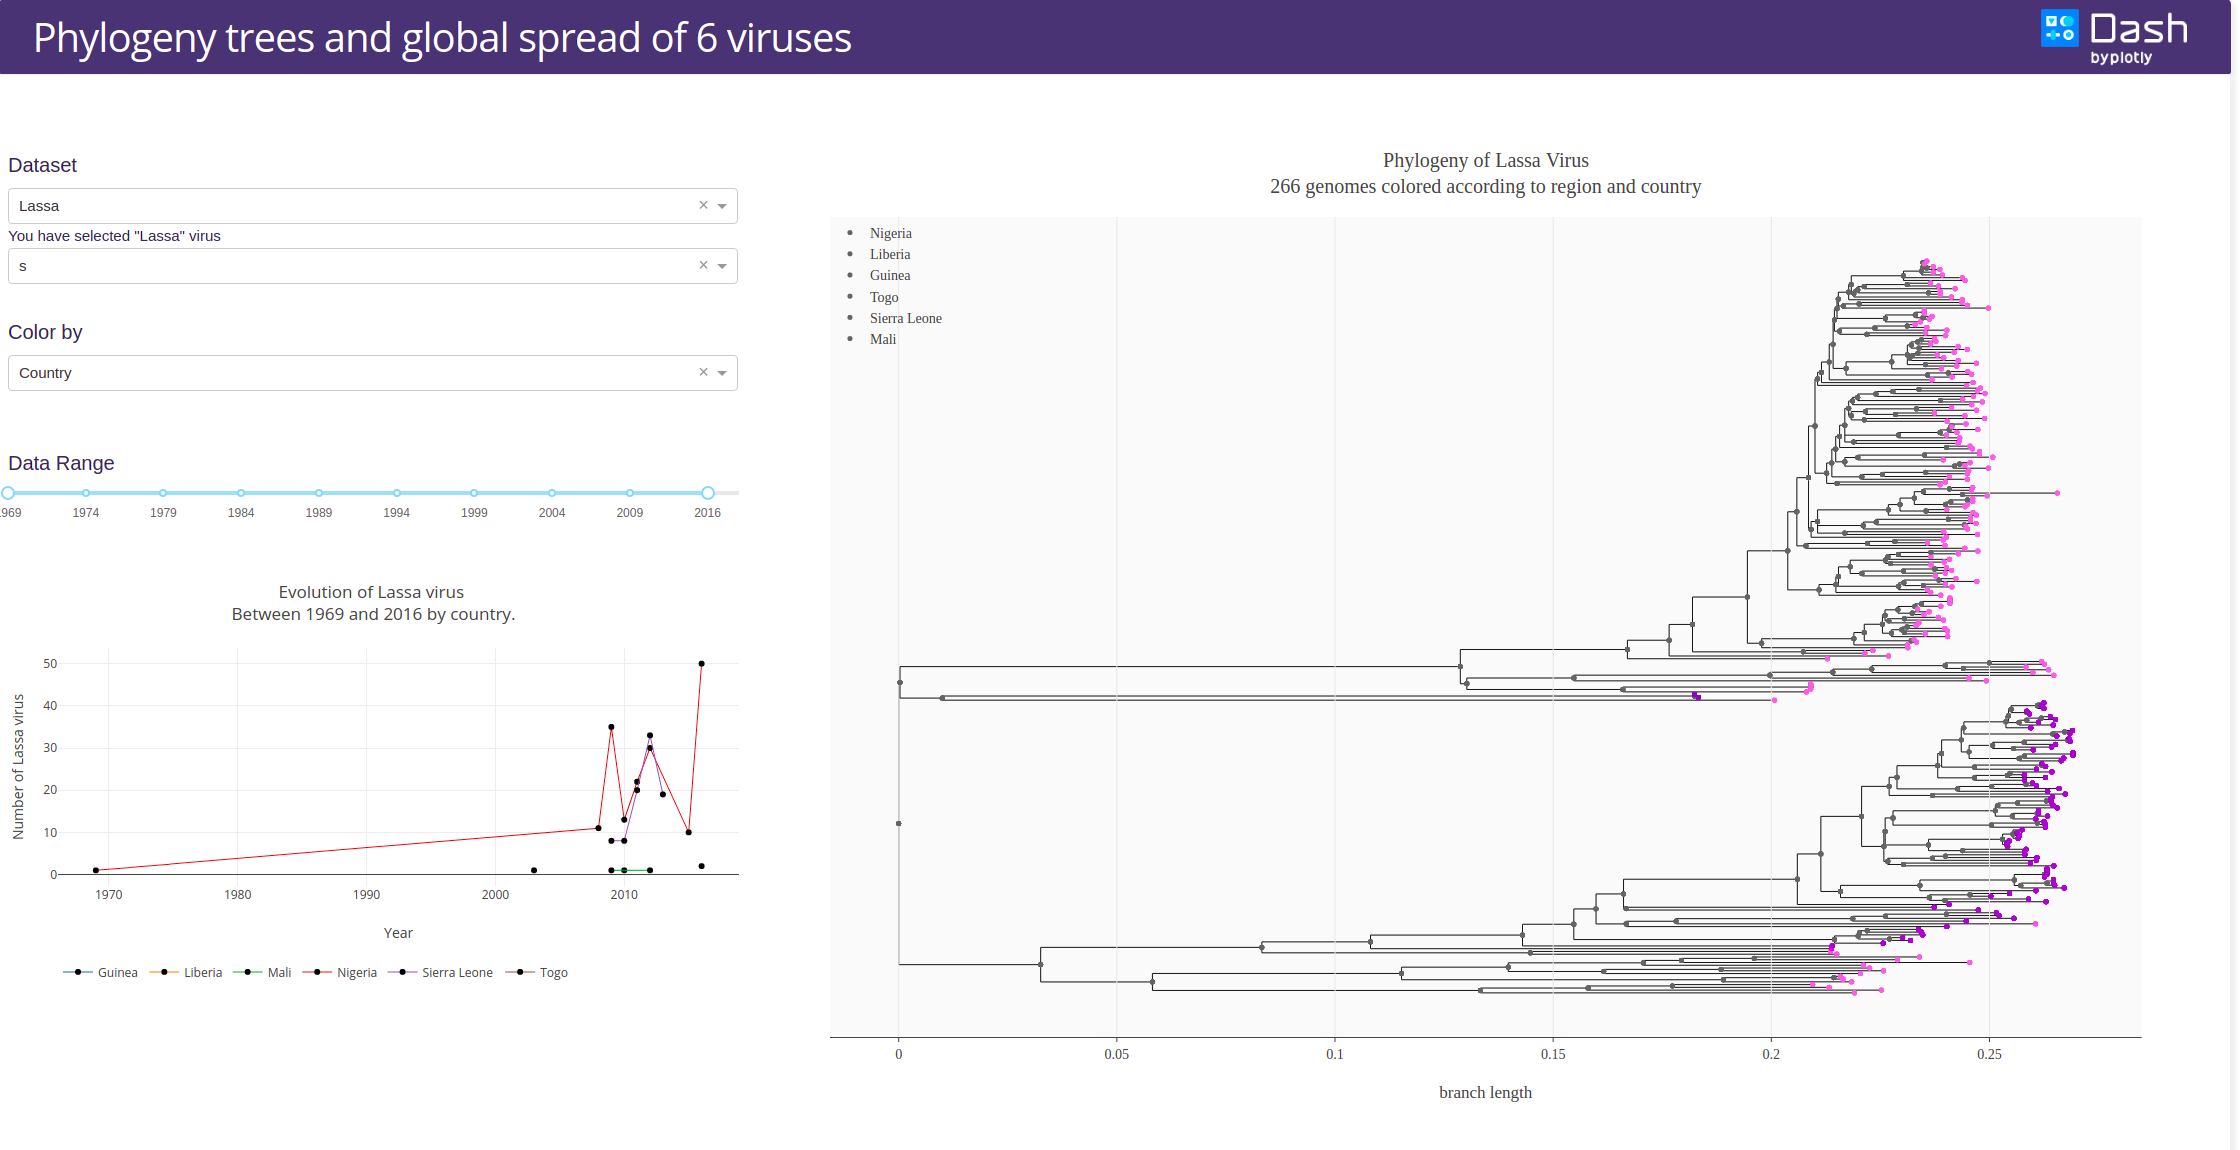 Phylogeny trees and global spread of 6 viruses
Dash
by plotly
Dataset
Lassa
You have selected "Lassa" virus
s
Color by
Country
Data Range
969 1974 1979 1984 1989 1994 1999 2004 2009 2016
Evolution of Lassa virus
Between 1969 and 2016 by country.
Number of Lassa virus
50
40
30
20
10
0
1970 1980 1990 2000 2010
Year
Guinea Liberia Mali Nigeria Sierra Leone Togo
Phylogeny of Lassa Virus
266 genomes colored according to region and country
Nigeria
Liberia
Guinea
Togo
Sierra Leone
Mali
0 0.05 0.1 0.15 0.2 0.25
branch length